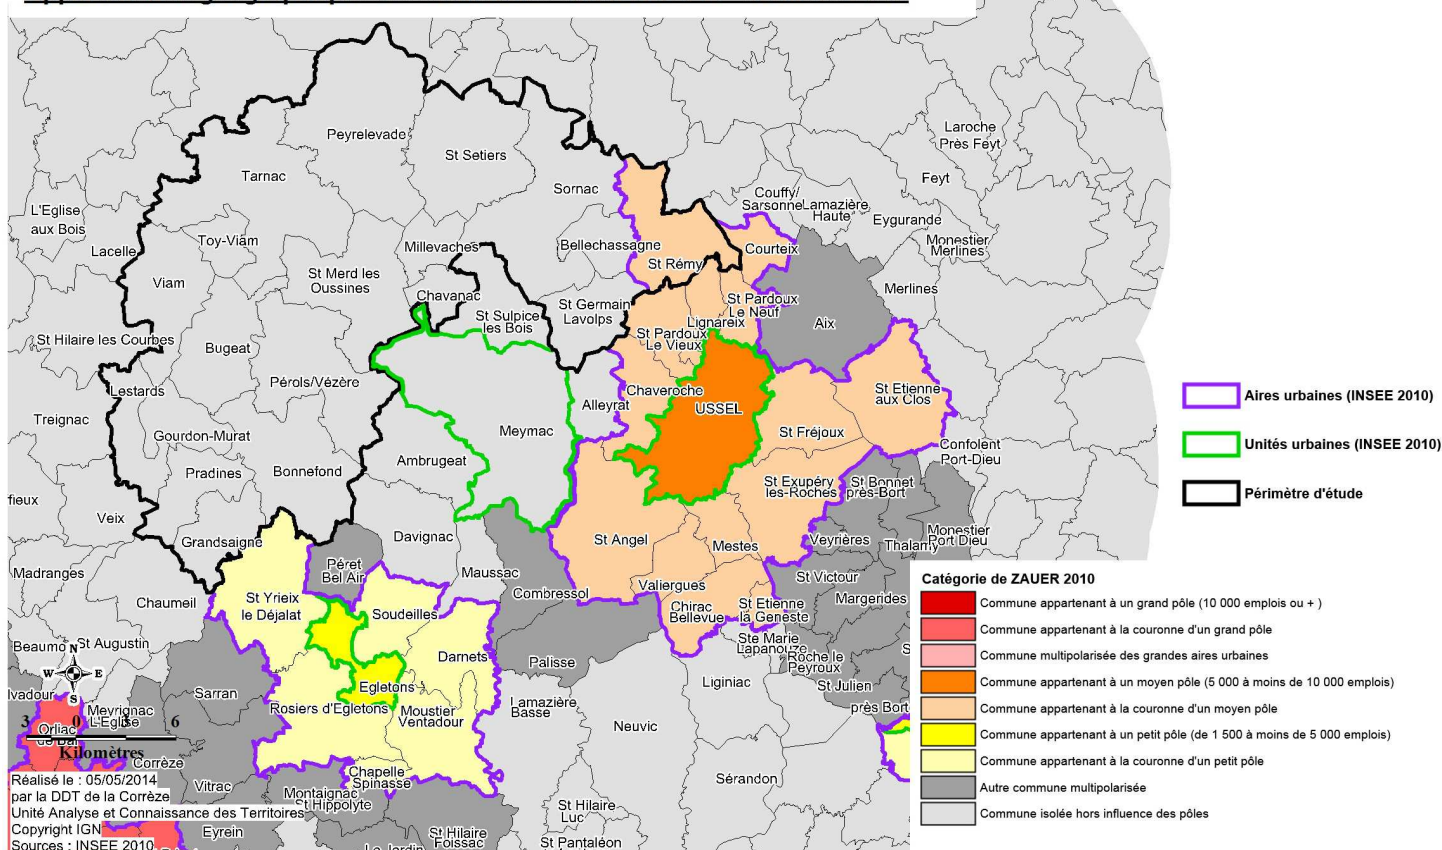 Peyrelevade
St Setiers
Tarnac
Sornac
Laroche
Près Feyt
Feyt
Couffy/
Sarsonne
Lamazière
Haute
Eygurande
Monestier
Merlines
L'Eglise
aux Bois
Lacelle
Toy-Viam
Millevaches
Bellechassagne
St Rémy
Courteix
Viam
St Merd les
Oussines
Chavanac
St Sulpice
les Bois
St Germain
Lavolps
St Pardoux
Le Neuf
Lignareix
Aix
Merlines
St Hilaire les Courbes
Bugeat
St Pardoux
Le Vieux
Lestards
Pérols/Vézère
Chaveroche
USSEL
St Etienne
aux Clos
Alleyrat
Treignac
Gourdon-Murat
Meymac
St Fréjoux
Confolent
Port-Dieu
Pradines
Bonnefond
Ambrugeat
St Exupéry
les-Roches
St Bonnet
près-Bort
fieux
Veix
Grandsaigne
Davignac
St Angel
Mestes
Veyrières
Thalamy
Monestier
Port Dieu
Madranges
Péret
Bel Air
Maussac
Combressol
Valiergues
St Victour
Margerides
Chaumeil
St Yrieix
le Déjalat
Soudeilles
Chirac
Bellevue
St Etienne
la Geneste
Ste Marie
Lapanouze
Roche le
Peyroux
St Julien
près Bort
Beaumo
St Augustin
Darnets
Palisse
Liginiac
Sarran
Egletons
Rosiers d'Egletons
Moustier
Ventadour
Lamazière
Basse
Neuvic
lvadour
Meyrignac
L'Eglise
Orliac
de Bar
Corrèze
Vitrac
Chapelle
Spinasse
Montaignac
St Hippolyte
Sérandon
St Hilaire
Luc
St Pantaléon
Eyrein
St Hilaire
Foissac
Le Jardin
N
W E
S
3 0 3 6
Kilomètres
Réalisé le : 05/05/2014
par la DDT de la Corrèze
Unité Analyse et Connaissance des Territoires
Copyright IGN
Sources : INSEE 2010
Aires urbaines (INSEE 2010)
Unités urbaines (INSEE 2010)
Périmètre d'étude
Catégorie de ZAUER 2010
Commune appartenant à un grand pôle (10 000 emplois ou + )
Commune appartenant à la couronne d'un grand pôle
Commune multipolarisée des grandes aires urbaines
Commune appartenant à un moyen pôle (5 000 à moins de 10 000 emplois)
Commune appartenant à la couronne d'un moyen pôle
Commune appartenant à un petit pôle (de 1 500 à moins de 5 000 emplois)
Commune appartenant à la couronne d'un petit pôle
Autre commune multipolarisée
Commune isolée hors influence des pôles